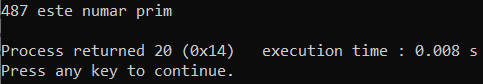 487 este numar prim
Process returned 20 (0x14)   execution time : 0.008 s
Press any key to continue.